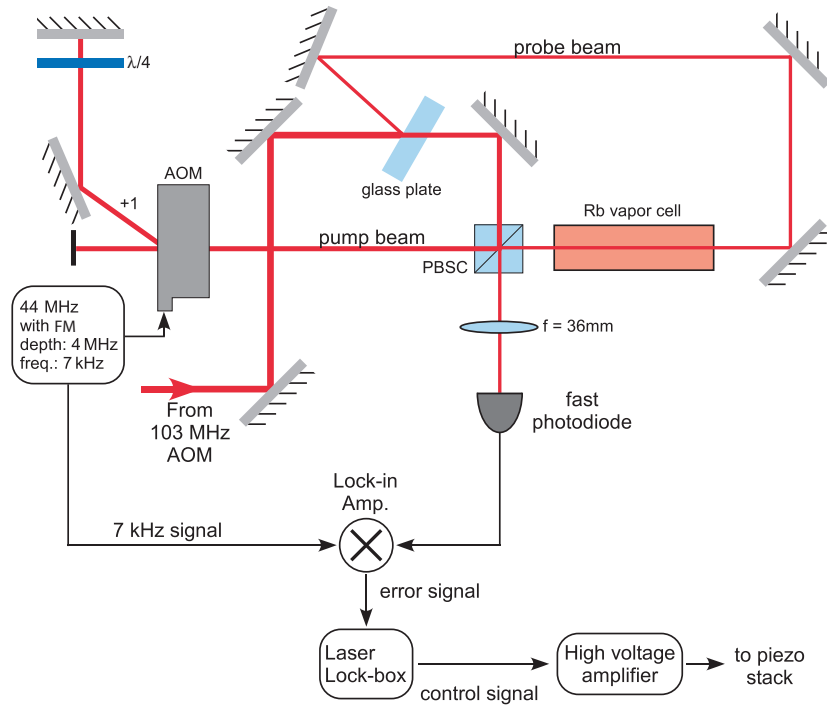 probe beam
λ/4
AOM
glass plate
+1
Rb vapor cell
pump beam
PBSC
44 MHz
with FM
depth: 4 MHz
freq.: 7 kHz
f = 36mm
From
103 MHz
AOM
fast
photodiode
Lock-in
Amp.
7 kHz signal
error signal
Laser
Lock-box
control signal
High voltage
amplifier
to piezo
stack